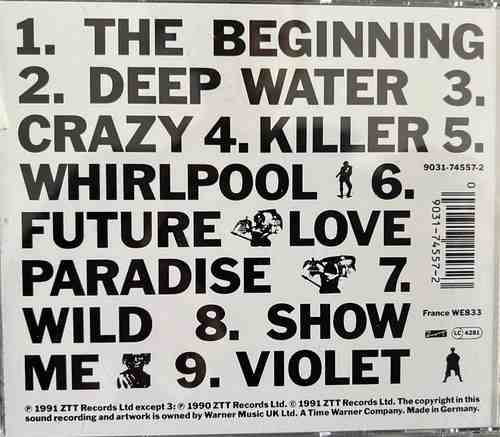 1. THE BEGINNING
2. DEEP WATER 3.
CRAZY 4. KILLER 5.
9031-74557-2
WHIRLPOOL 6.
FUTURE LOVE
PARADISE 7.
0
9031-74557-2
WILD 8. SHOW
France WE833
LC 4281
ME 9. VIOLET
℗ 1991 ZTT Records Ltd except 3: ℗ 1990 ZTT Records Ltd. © 1991 ZTT Records Ltd. The copyright in this
sound recording and artwork is owned by Warner Music UK Ltd. A Time Warner Company. Made in Germany.